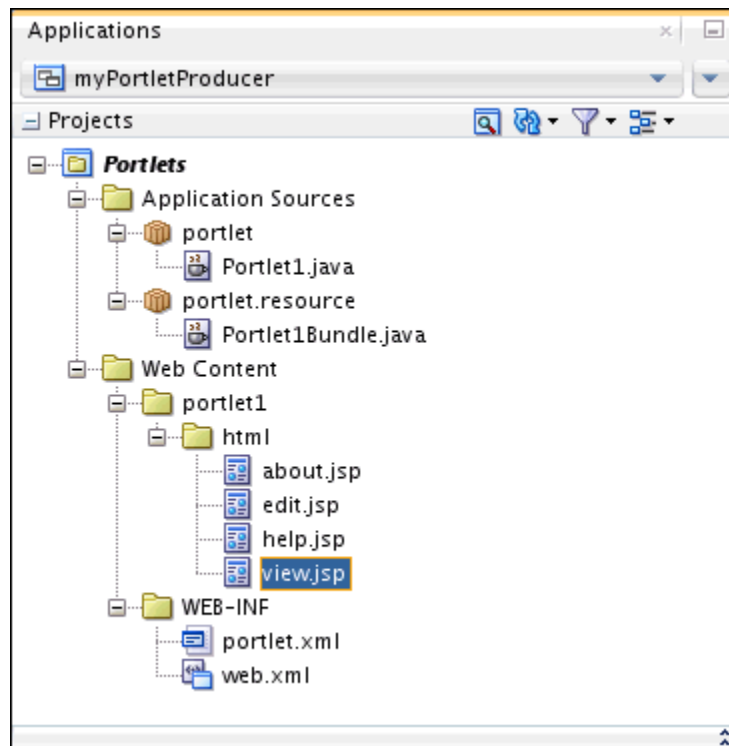 Applications
myPortletProducer
Projects
Portlets
Application Sources
portlet
Portlet1.java
portlet.resource
Portlet1Bundle.java
Web Content
portlet1
html
about.jsp
edit.jsp
help.jsp
view.jsp
WEB-INF
portlet.xml
web.xml